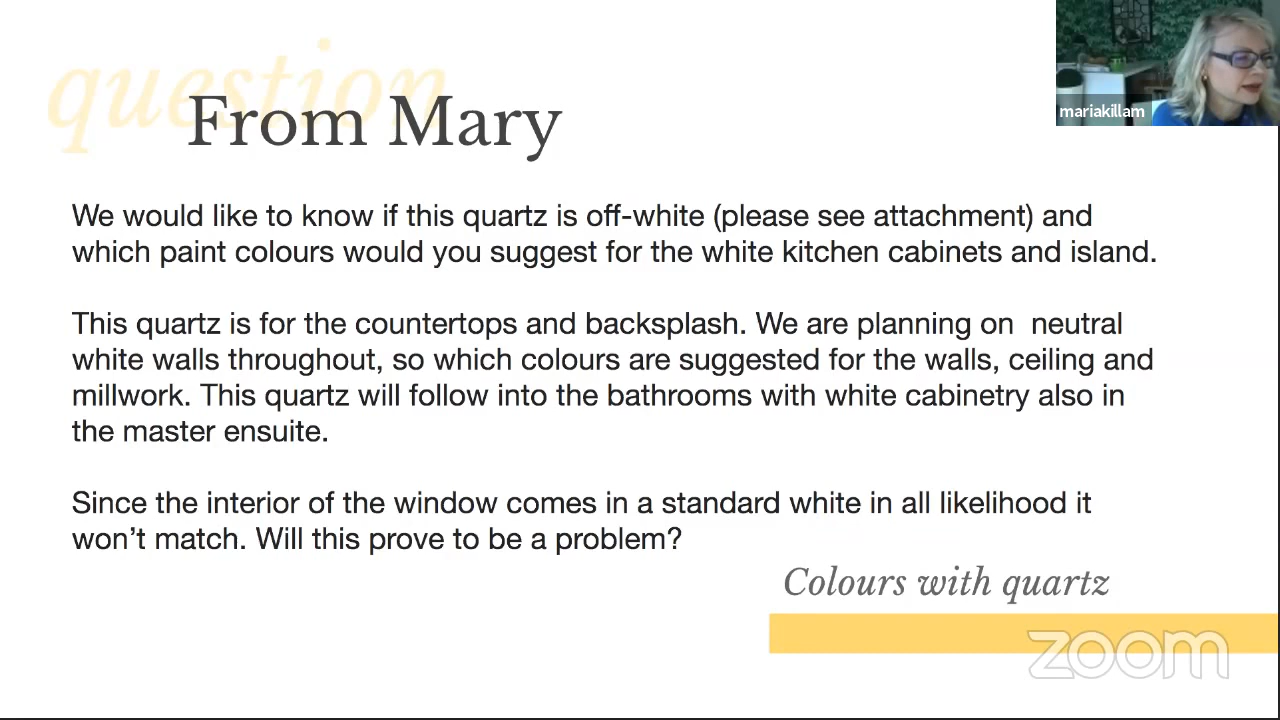 question
From Mary
mariakillam
We would like to know if this quartz is off-white (please see attachment) and
which paint colours would you suggest for the white kitchen cabinets and island.
This quartz is for the countertops and backsplash. We are planning on  neutral
white walls throughout, so which colours are suggested for the walls, ceiling and
millwork. This quartz will follow into the bathrooms with white cabinetry also in
the master ensuite.
Since the interior of the window comes in a standard white in all likelihood it
won’t match. Will this prove to be a problem?
Colours with quartz
zoom